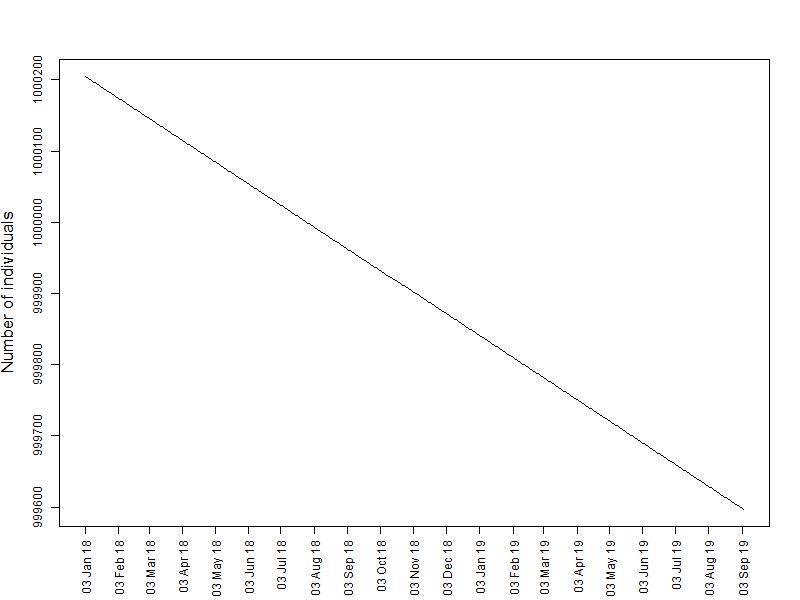 Number of individuals
1000200
1000100
1000000
999900
999800
999700
999600
03 Jan 18
03 Feb 18
03 Mar 18
03 Apr 18
03 May 18
03 Jun 18
03 Jul 18
03 Aug 18
03 Sep 18
03 Oct 18
03 Nov 18
03 Dec 18
03 Jan 19
03 Feb 19
03 Mar 19
03 Apr 19
03 May 19
03 Jun 19
03 Jul 19
03 Aug 19
03 Sep 19